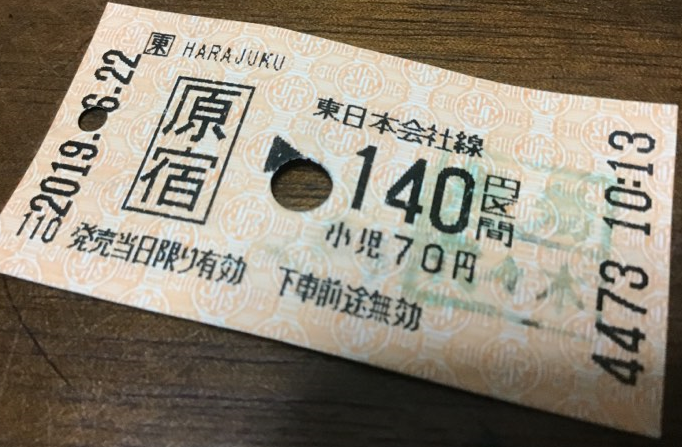 東 HARAJUKU
2019.-6.22
原宿
東日本会社線
140円区間
小児70円
110 発売当日限り有効 下車前途無効
4473 10:13